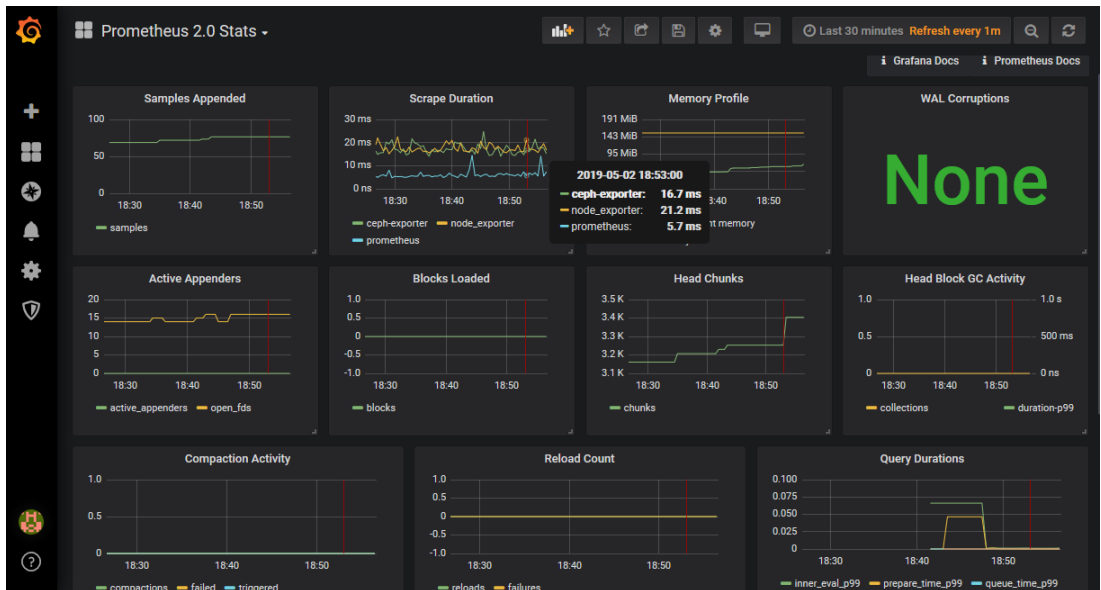 Prometheus 2.0 Stats
Last 30 minutes Refresh every 1m
i Grafana Docs i Prometheus Docs
Samples Appended
100
50
0
18:30 18:40 18:50
samples
Scrape Duration
30 ms
20 ms
10 ms
0 ns
18:30 18:40 18:50
ceph-exporter node_exporter
prometheus
2019-05-02 18:53:00
ceph-exporter: 16.7 ms
node_exporter: 21.2 ms
prometheus: 5.7 ms
Memory Profile
191 MiB
143 MiB
95 MiB
:40 18:50
nt memory
WAL Corruptions
None
Active Appenders
20
15
10
5
0
18:30 18:40 18:50
active_appenders open_fds
Blocks Loaded
1.0
0.5
0
-0.5
-1.0
18:30 18:40 18:50
blocks
Head Chunks
3.5 K
3.4 K
3.3 K
3.2 K
3.1 K
18:30 18:40 18:50
chunks
Head Block GC Activity
1.0 1.0 s
0.5 500 ms
0 0 ns
18:30 18:40 18:50
collections duration-p99
Compaction Activity
1.0
0.5
0
18:30 18:40 18:50
compactions failed triggered
Reload Count
1.0
0.5
0
-0.5
-1.0
18:30 18:40 18:50
reloads failures
Query Durations
0.100
0.075
0.050
0.025
0
18:30 18:40 18:50
inner_eval_p99 prepare_time_p99 queue_time_p99